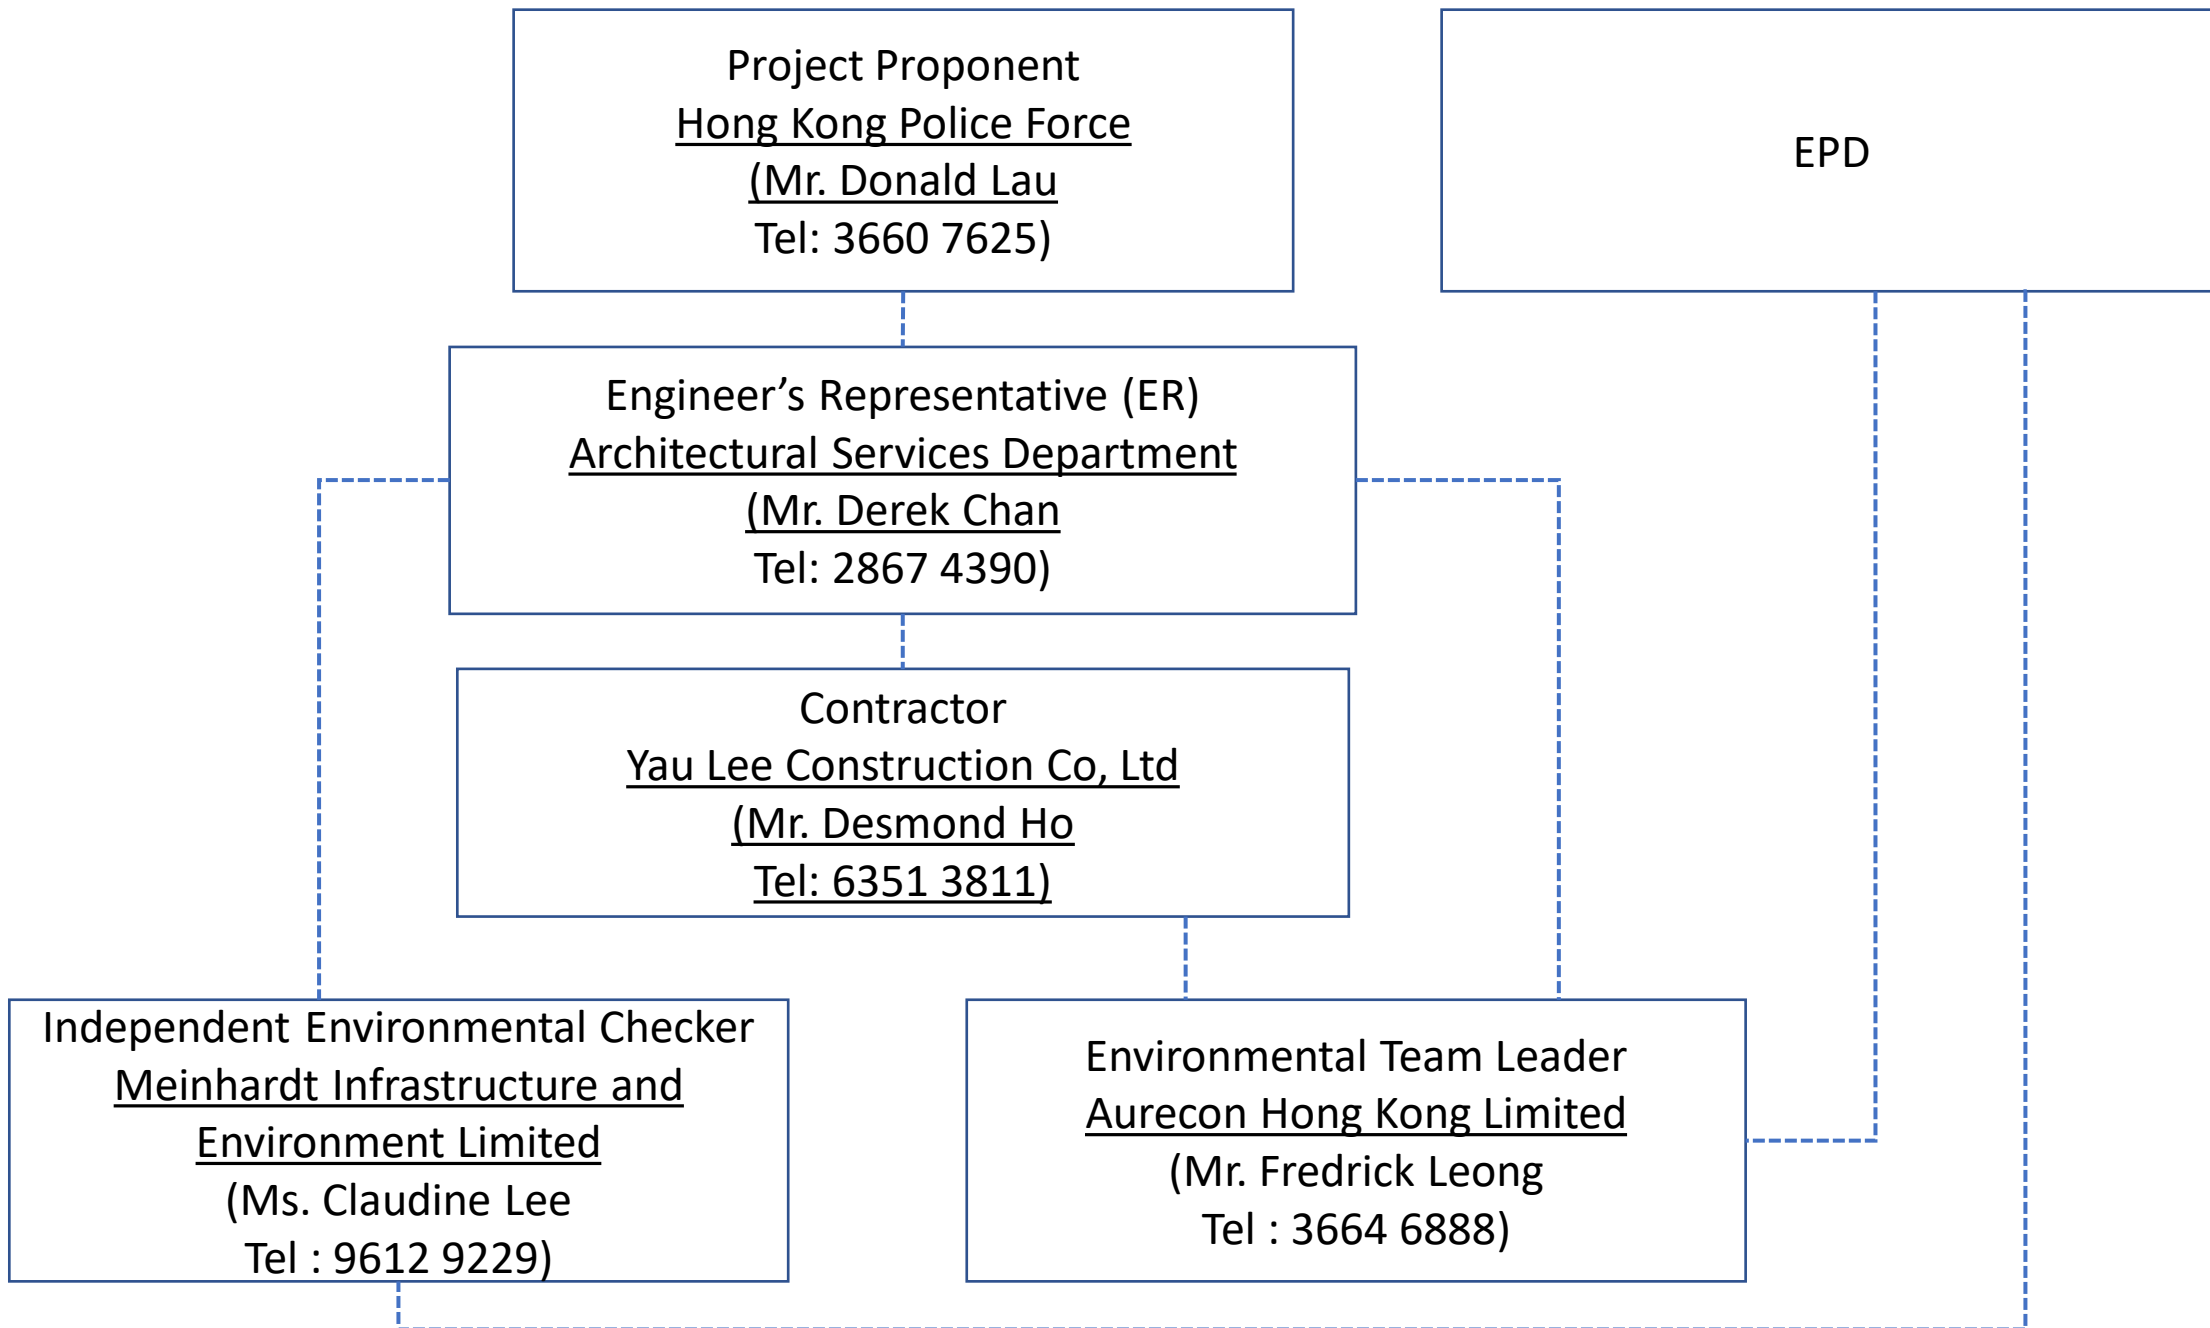 Project Proponent
Hong Kong Police Force
(Mr. Donald Lau
Tel: 3660 7625)
EPD
Engineer’s Representative (ER)
Architectural Services Department
(Mr. Derek Chan
Tel: 2867 4390)
Contractor
Yau Lee Construction Co, Ltd
(Mr. Desmond Ho
Tel: 6351 3811)
Independent Environmental Checker
Meinhardt Infrastructure and
Environment Limited
(Ms. Claudine Lee
Tel : 9612 9229)
Environmental Team Leader
Aurecon Hong Kong Limited
(Mr. Fredrick Leong
Tel : 3664 6888)